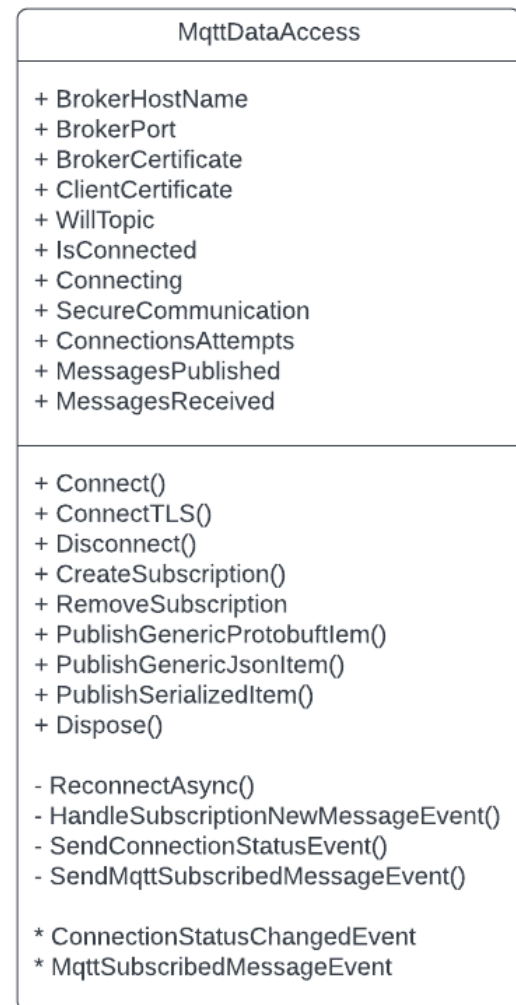 MqttDataAccess
+ BrokerHostName
+ BrokerPort
+ BrokerCertificate
+ ClientCertificate
+ WillTopic
+ IsConnected
+ Connecting
+ SecureCommunication
+ ConnectionsAttempts
+ MessagesPublished
+ MessagesReceived
+ Connect()
+ ConnectTLS()
+ Disconnect()
+ CreateSubscription()
+ RemoveSubscription
+ PublishGenericProtobuftIem()
+ PublishGenericJsonItem()
+ PublishSerializedItem()
+ Dispose()
- ReconnectAsync()
- HandleSubscriptionNewMessageEvent()
- SendConnectionStatusEvent()
- SendMqttSubscribedMessageEvent()
* ConnectionStatusChangedEvent
* MqttSubscribedMessageEvent